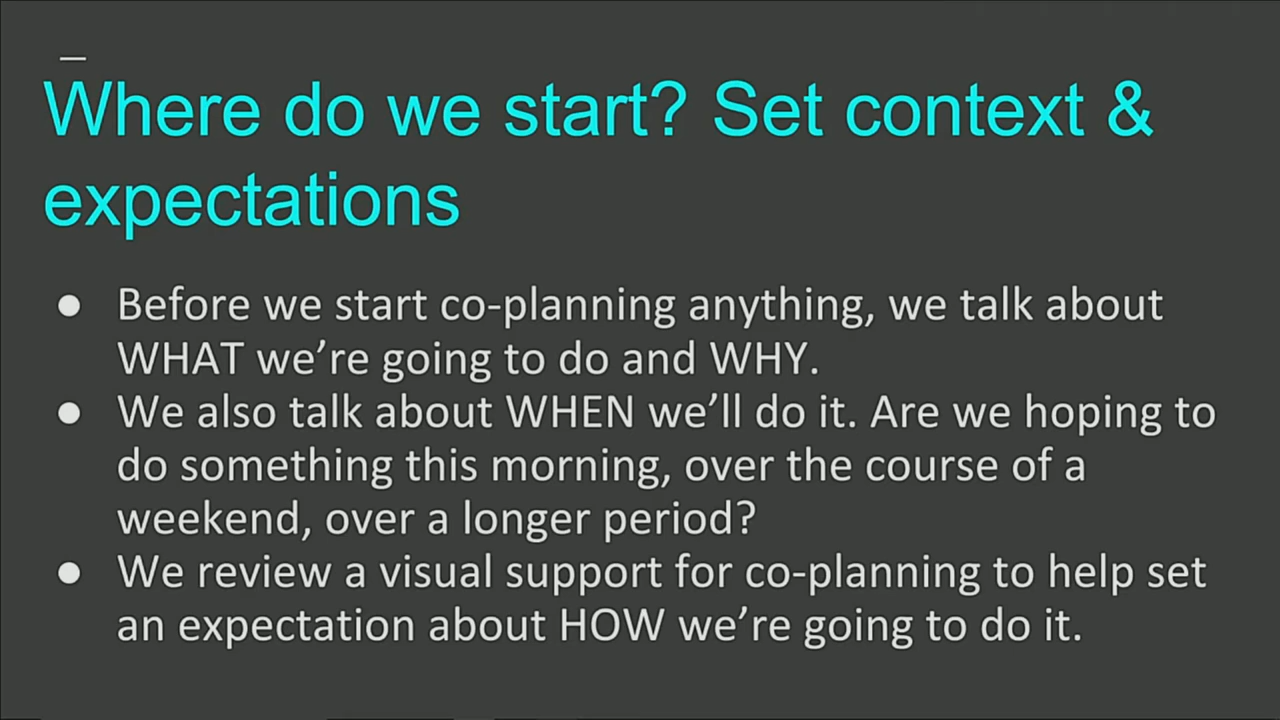 Where do we start? Set context &
expectations
● Before we start co-planning anything, we talk about
WHAT we’re going to do and WHY.
● We also talk about WHEN we’ll do it. Are we hoping to
do something this morning, over the course of a
weekend, over a longer period?
● We review a visual support for co-planning to help set
an expectation about HOW we’re going to do it.